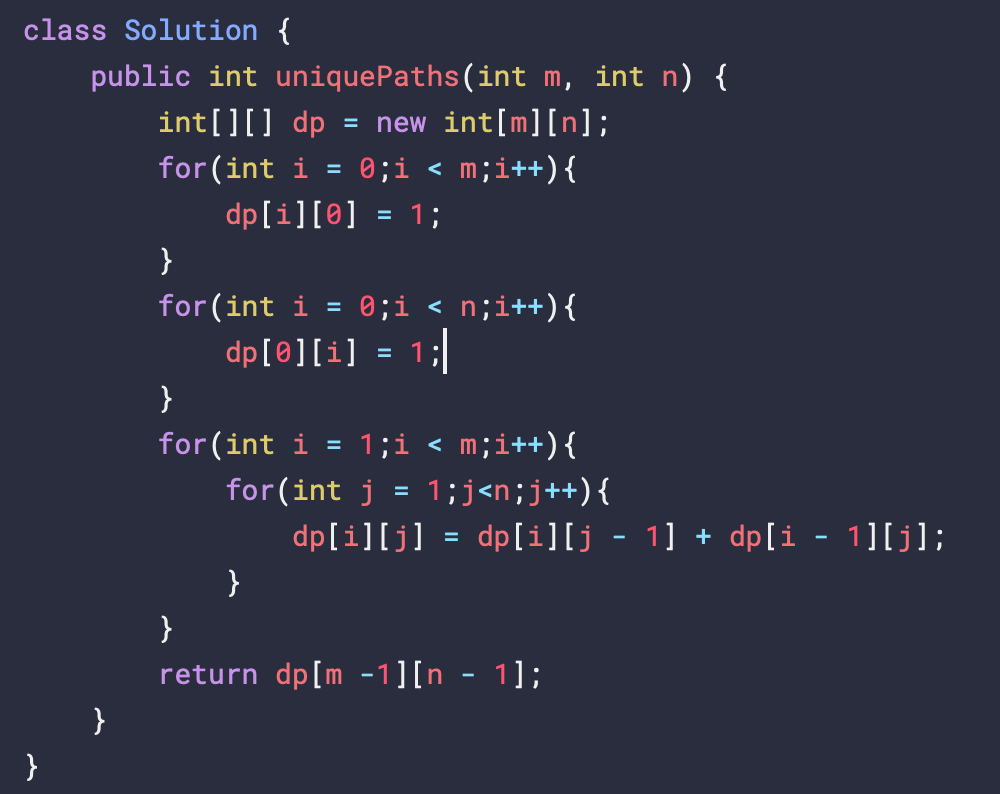 class Solution {
    public int uniquePaths(int m, int n) {
        int[][] dp = new int[m][n];
        for(int i = 0;i < m;i++){
            dp[i][0] = 1;
        }
        for(int i = 0;i < n;i++){
            dp[0][i] = 1;
        }
        for(int i = 1;i < m;i++){
            for(int j = 1;j<n;j++){
                dp[i][j] = dp[i][j - 1] + dp[i - 1][j];
            }
        }
        return dp[m -1][n - 1];
    }
}